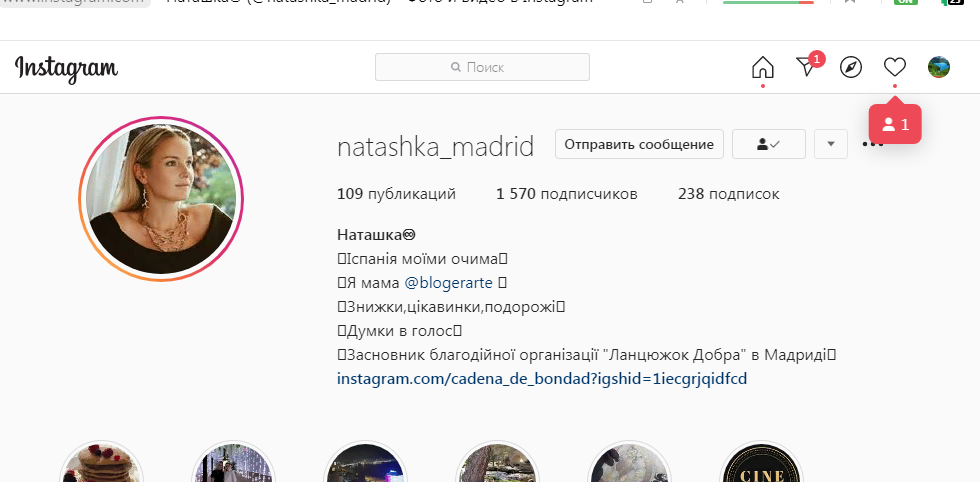 www.instagram.com Наташка♾ (@natashka_madrid) • Фото и видео в Instagram
ON 23
Instagram Поиск 1
1
natashka_madrid Отправить сообщение
109 публикаций 1 570 подписчиков 238 подписок
Наташка♾
Іспанія моїми очима
Я мама @blogerarte
Знижки,цікавинки,подорожі
Думки в голос
Засновник благодійної організації "Ланцюжок Добра" в Мадриді
instagram.com/cadena_de_bondad?igshid=1iecgrjqidfcd
CINE